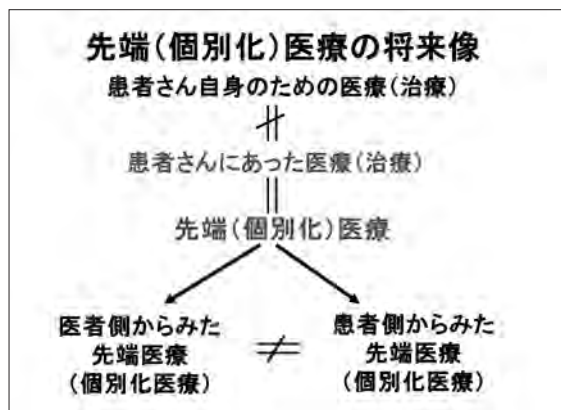 先端(個別化)医療の将来像
患者さん自身のための医療(治療)
患者さんにあった医療(治療)
先端(個別化)医療
医者側からみた
先端医療
(個別化医療)
≠
患者側からみた
先端医療
(個別化医療)